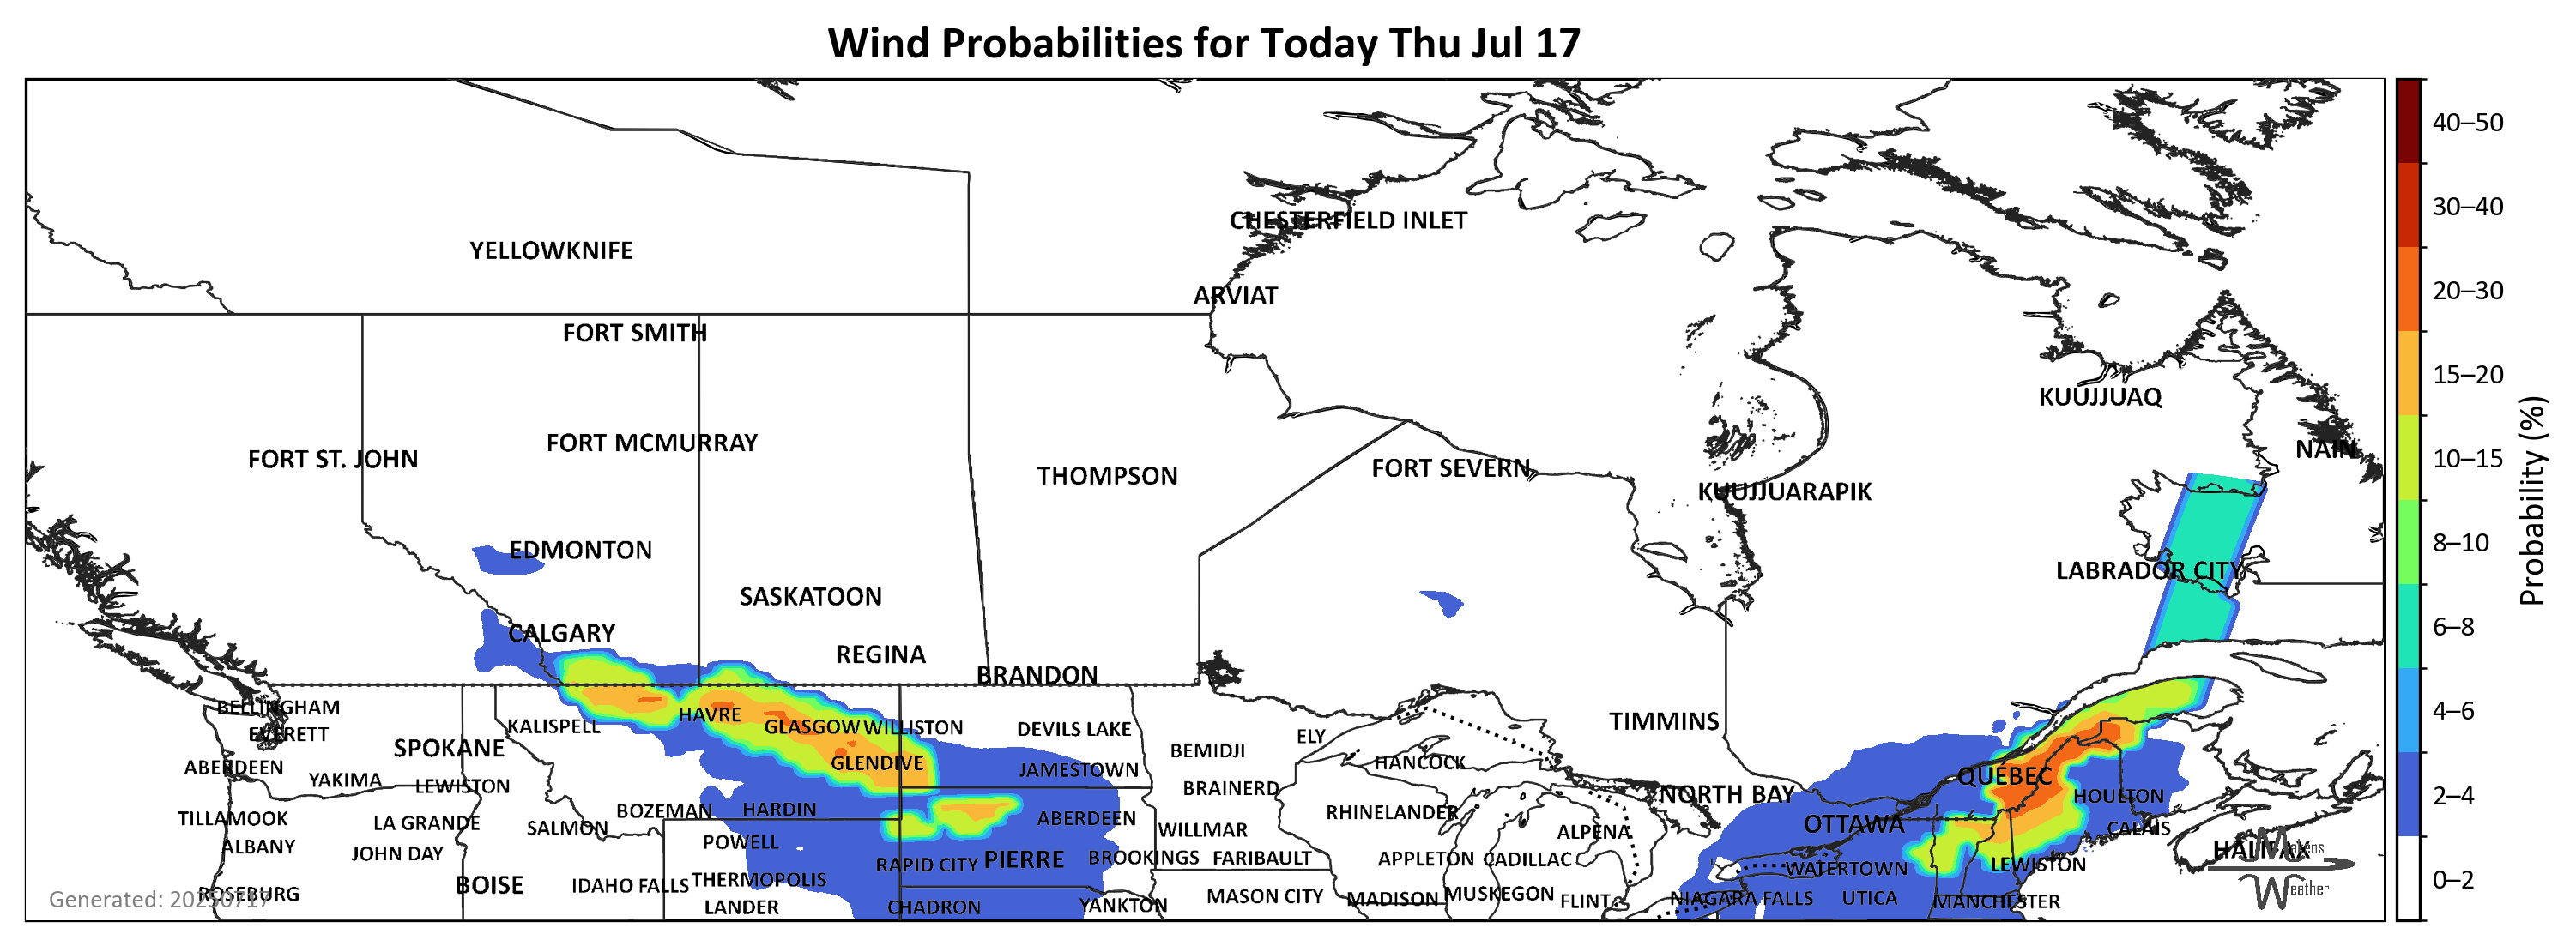 Wind Probabilities for Today Thu Jul 17
40–50
30–40
20–30
15–20
10–15
8–10
6–8
4–6
2–4
0–2
Probability (%)
CHESTERFIELD INLET
YELLOWKNIFE
ARVIAT
FORT SMITH
KUUJJUAQ
FORT MCMURRAY
NAIN
FORT ST. JOHN
FORT SEVERN
THOMPSON
KUUJJUARAPIK
EDMONTON
LABRADOR CITY
SASKATOON
CALGARY
REGINA
BRANDON
BELLINGHAM
HAVRE
TIMMINS
KALISPELL
GLASGOW
WILLISTON
DEVILS LAKE
EVERETT
ELY
SPOKANE
BEMIDJI
GLENDIVE
HANCOCK
ABERDEEN
JAMESTOWN
QUÉBEC
YAKIMA
LEWISTON
BRAINERD
NORTH BAY
HOULTON
BOZEMAN
HARDIN
RHINELANDER
TILLAMOOK
LA GRANDE
SALMON
ABERDEEN
WILLMAR
ALPENA
OTTAWA
CALAIS
ALBANY
JOHN DAY
POWELL
HALIFAX
RAPID CITY
PIERRE
BROOKINGS
FARIBAULT
APPLETON
CADILLAC
WATERTOWN
LEWISTON
BOISE
IDAHO FALLS
THERMOPOLIS
ROSEBURG
MASON CITY
MADISON
MUSKEGON
FLINT
NIAGARA FALLS
UTICA
MANCHESTER
LANDER
CHADRON
YANKTON
Generated: 20250717
Weather